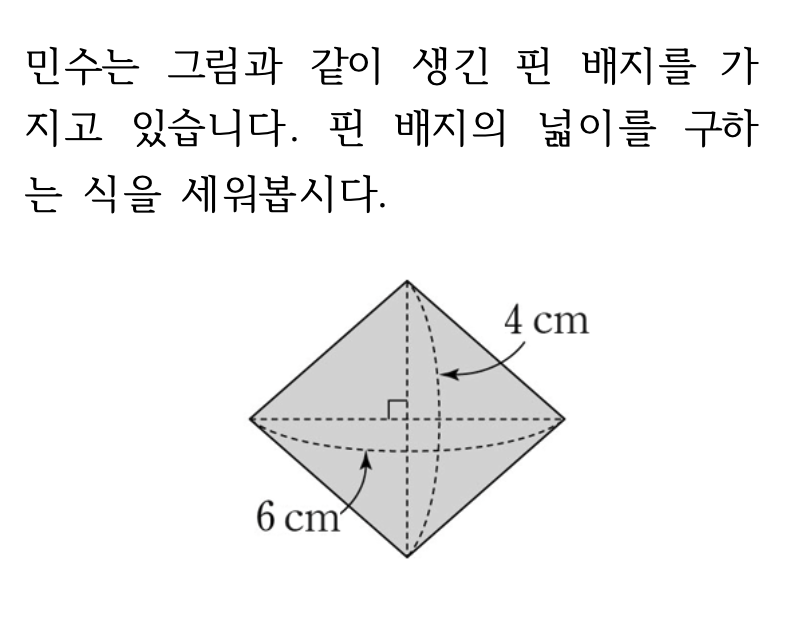 민수는 그림과 같이 생긴 핀 배지를 가
지고 있습니다. 핀 배지의 넓이를 구하
는 식을 세워봅시다.
4 cm
6 cm